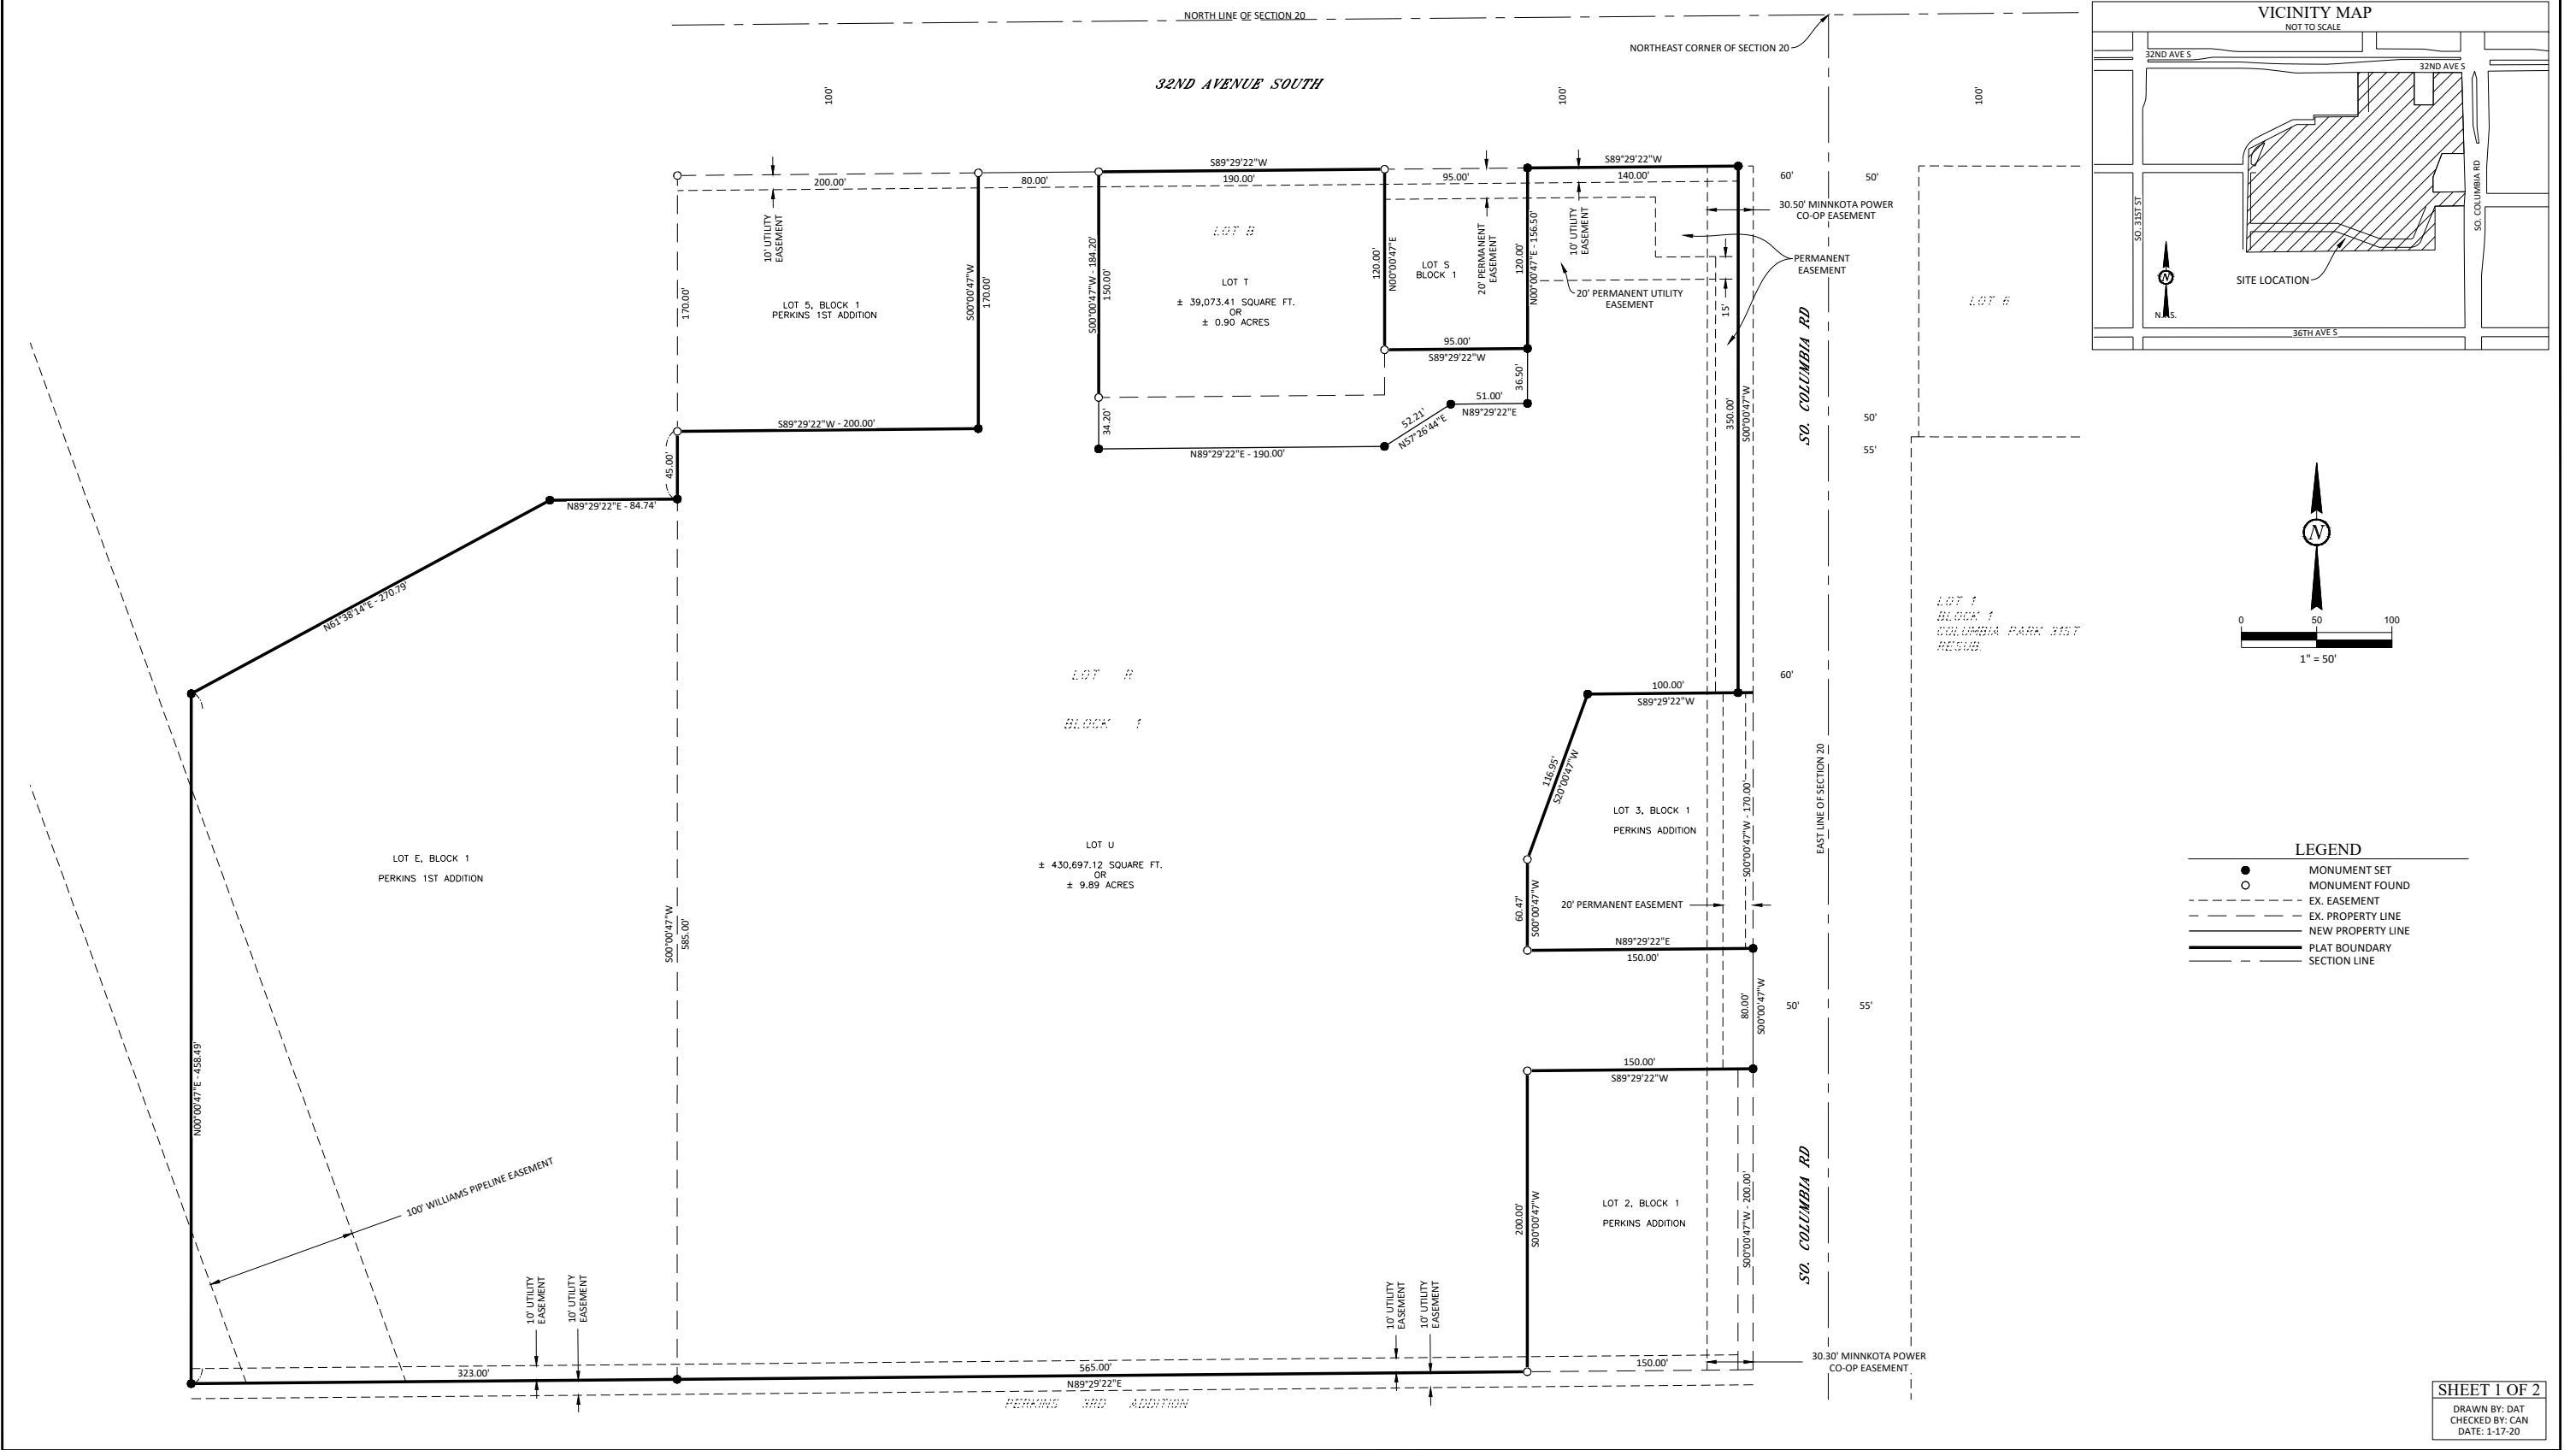 NORTH LINE OF SECTION 20
NORTHEAST CORNER OF SECTION 20
32ND AVENUE SOUTH
100'
100'
100'
VICINITY MAP
NOT TO SCALE
32ND AVE S
32ND AVE S
SO. 31ST ST
SO. COLUMBIA RD
SITE LOCATION
N
N.T.S.
36TH AVE S
200.00'
80.00'
S89°29'22"W
190.00'
95.00'
S89°29'22"W
140.00'
60'
50'
10' UTILITY
EASEMENT
170.00'
LOT 5, BLOCK 1
PERKINS 1ST ADDITION
S00°00'47"W
170.00'
S00°00'47"W - 184.20'
150.00'
LOT B
LOT T
± 39,073.41 SQUARE FT.
OR
± 0.90 ACRES
120.00'
N00°00'47"E
LOT S
BLOCK 1
20' PERMANENT
EASEMENT
120.00'
N00°00'47"E - 156.50'
10' UTILITY
EASEMENT
20' PERMANENT UTILITY
EASEMENT
30.50' MINNKOTA POWER
CO-OP EASEMENT
PERMANENT
EASEMENT
15'
SO. COLUMBIA RD
95.00'
S89°29'22"W
36.50'
51.00'
N89°29'22"E
52.21'
N57°26'44"E
34.20'
N89°29'22"E - 190.00'
S89°29'22"W - 200.00'
45.00'
N89°29'22"E - 84.74'
N61°38'14"E - 270.79'
350.00'
S00°00'47"W
50'
55'
N
0 50 100
1" = 50'
LOT 1
BLOCK 1
COLUMBIA PARK 31ST
RESUB.
LOT R
BLOCK 1
60'
100.00'
S89°29'22"W
116.95'
S20°00'47"W
EAST LINE OF SECTION 20
LOT 3, BLOCK 1
PERKINS ADDITION
S00°00'47"W - 170.00'
LOT E, BLOCK 1
PERKINS 1ST ADDITION
LOT U
± 430,697.12 SQUARE FT.
OR
± 9.89 ACRES
LEGEND
MONUMENT SET
MONUMENT FOUND
EX. EASEMENT
EX. PROPERTY LINE
NEW PROPERTY LINE
PLAT BOUNDARY
SECTION LINE
S00°00'47"W
585.00'
60.47'
S00°00'47"W
20' PERMANENT EASEMENT
N89°29'22"E
150.00'
80.00'
S00°00'47"W
50'
55'
N00°00'47"E - 458.49'
150.00'
S89°29'22"W
100' WILLIAMS PIPELINE EASEMENT
200.00'
S00°00'47"W
LOT 2, BLOCK 1
PERKINS ADDITION
S00°00'47"W - 200.00'
SO. COLUMBIA RD
10' UTILITY
EASEMENT
10' UTILITY
EASEMENT
10' UTILITY
EASEMENT
10' UTILITY
EASEMENT
323.00'
565.00'
N89°29'22"E
150.00'
30.30' MINNKOTA POWER
CO-OP EASEMENT
PERKINS 3RD ADDITION
SHEET 1 OF 2
DRAWN BY: DAT
CHECKED BY: CAN
DATE: 1-17-20